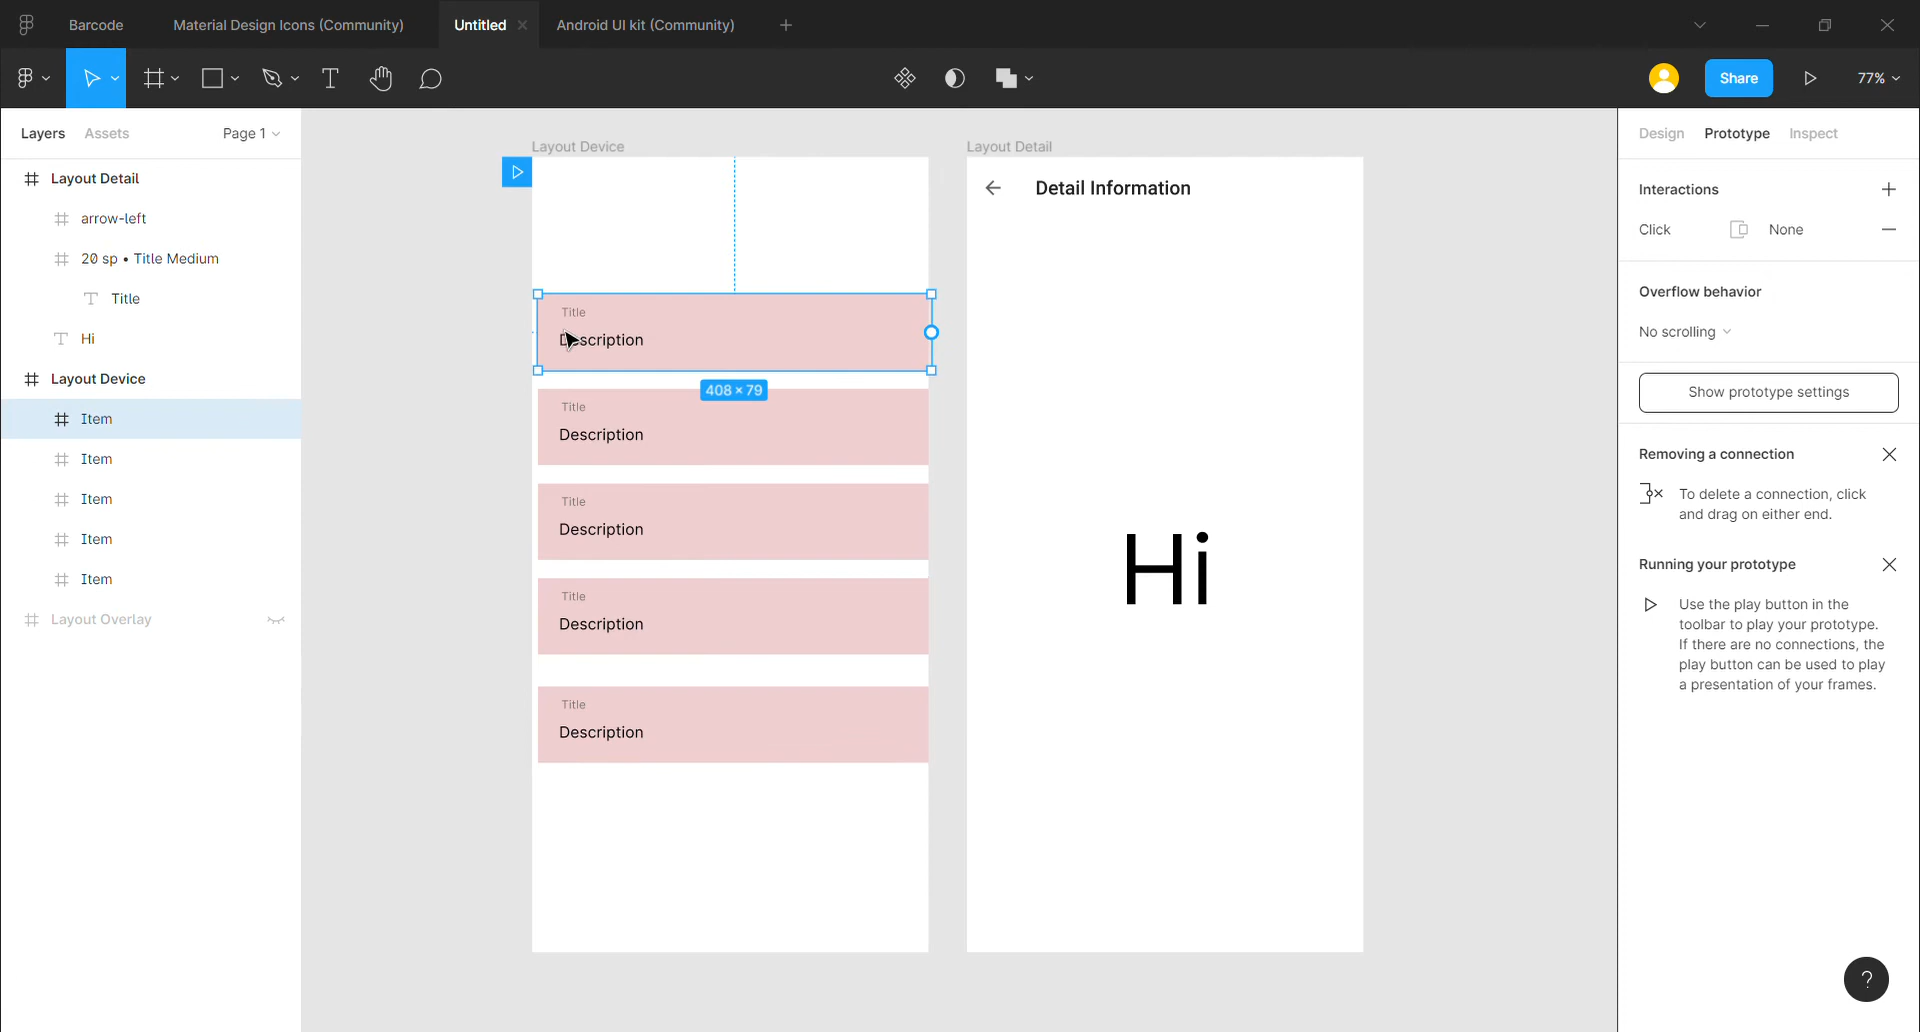 Barcode
Material Design Icons (Community)
Untitled
Android UI kit (Community)
Share
77%
Layers
Assets
Page 1
Layout Detail
arrow-left
20 sp • Title Medium
Title
Hi
Layout Device
Item
Item
Item
Item
Item
Layout Overlay
Layout Device
Title
Description
408 × 79
Title
Description
Title
Description
Title
Description
Title
Description
Layout Detail
Detail Information
Hi
Design
Prototype
Inspect
Interactions
Click
None
Overflow behavior
No scrolling
Show prototype settings
Removing a connection
To delete a connection, click
and drag on either end.
Running your prototype
Use the play button in the
toolbar to play your prototype.
If there are no connections, the
play button can be used to play
a presentation of your frames.
?